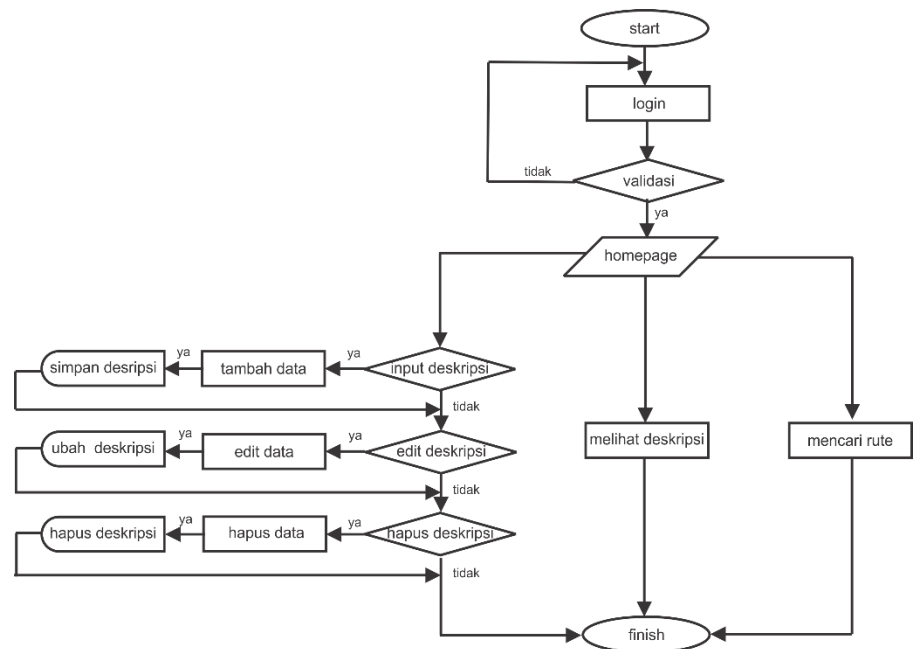 start
login
tidak
validasi
ya
homepage
simpan desripsi
ya
tambah data
ya
input deskripsi
tidak
ubah deskripsi
ya
edit data
ya
edit deskripsi
melihat deskripsi
mencari rute
tidak
hapus deskripsi
ya
hapus data
ya
hapus deskripsi
tidak
finish